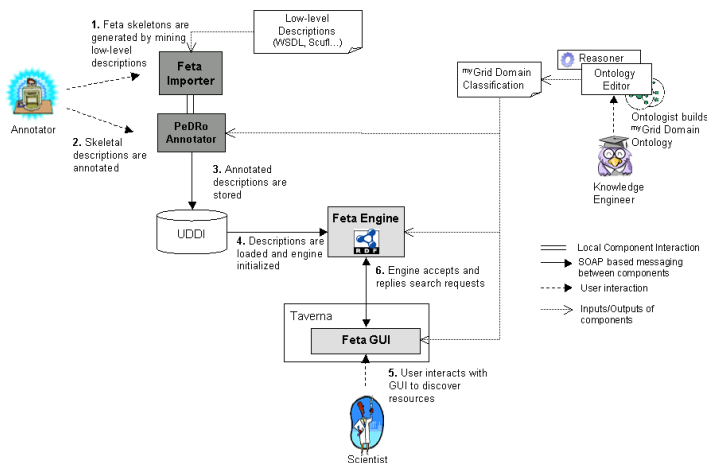 1. Feta skeletons are
generated by mining
low-level
descriptions
Low-level
Descriptions
(WSDL, Scufl...)
Feta
Importer
Annotator
2. Skeletal
descriptions are
annotated
PeDRo
Annotator
3. Annotated
descriptions are
stored
UDDI
4. Descriptions are
loaded and engine
initialized
Feta Engine
RDF
6. Engine accepts and
replies search requests
Taverna
Feta GUI
5. User interacts with
GUI to discover
resources
Scientist
myGrid Domain
Classification
Reasoner
Ontology
Editor
Ontologist builds
myGrid Domain
Ontology
Knowledge
Engineer
Local Component Interaction
SOAP based messaging
between components
User interaction
Inputs/Outputs of
components